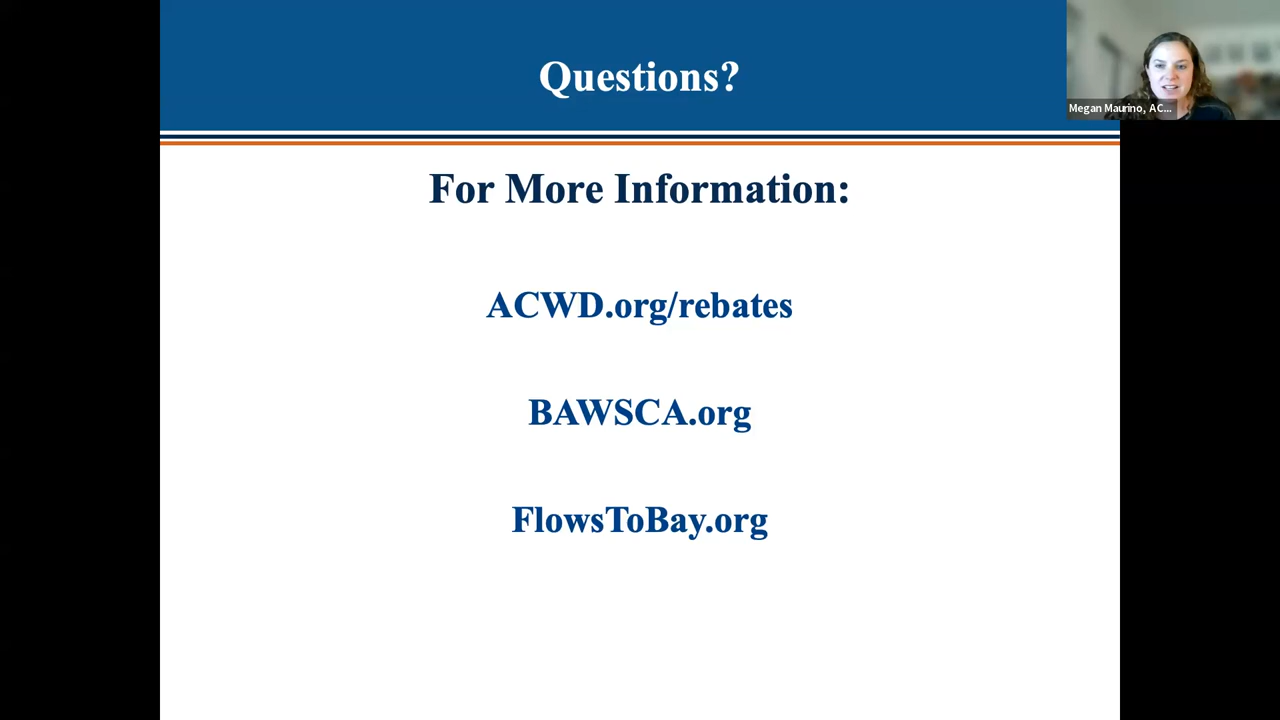 Questions?
Megan Maurino, AC...
For More Information:
ACWD.org/rebates
BAWSCA.org
FlowsToBay.org